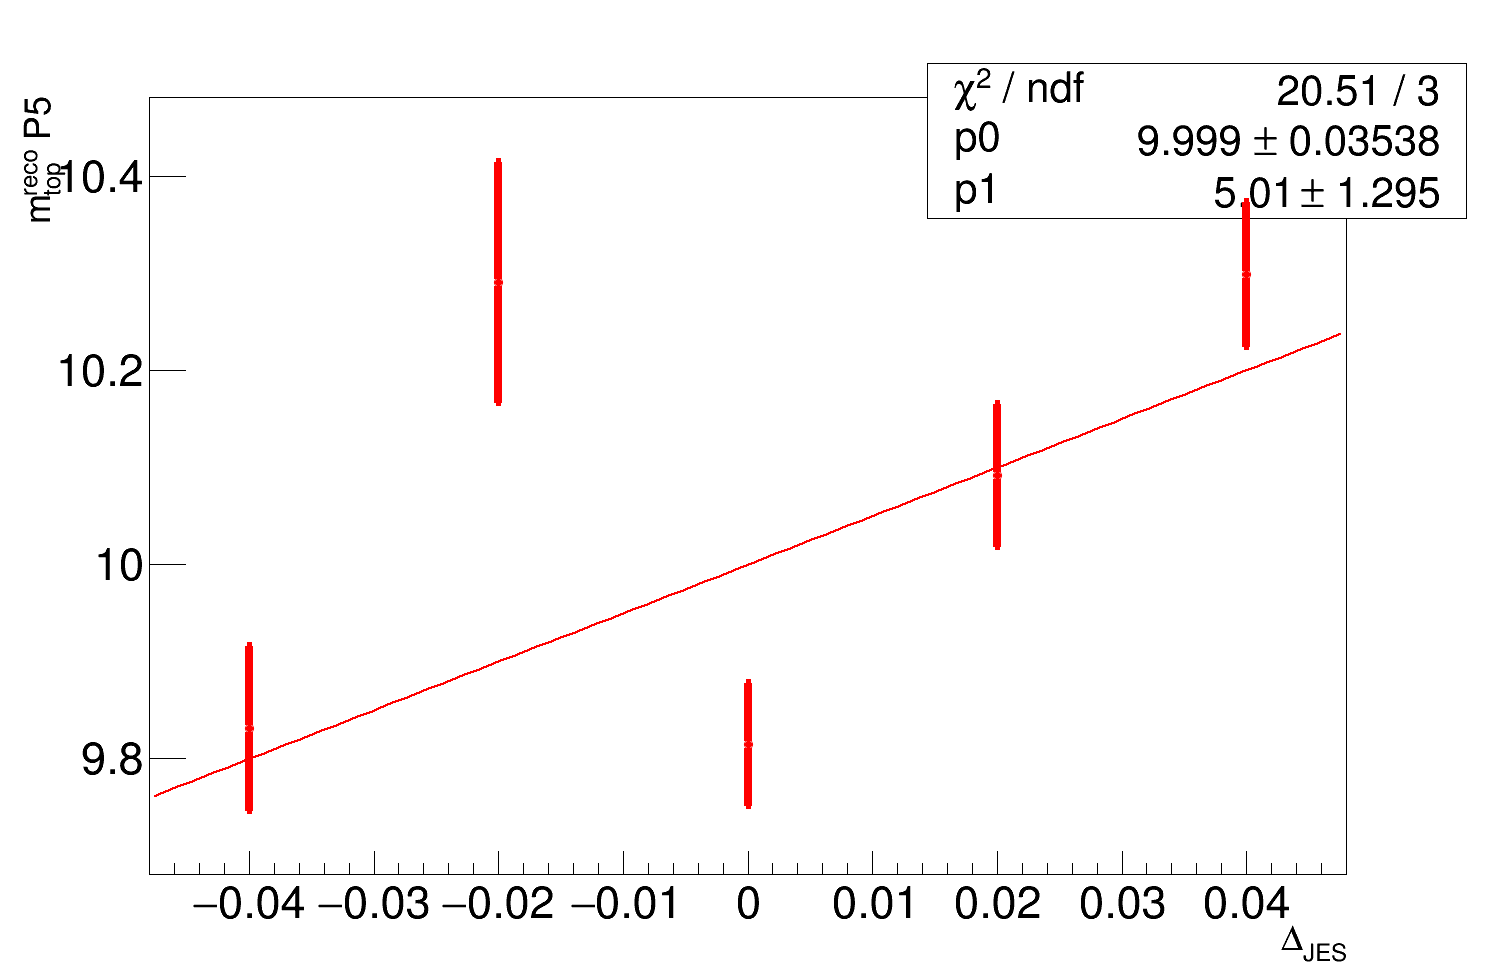 χ² / ndf 20.51 / 3
p0 9.999 ± 0.03538
p1 5.01 ± 1.295
m_top^reco P5
10.4
10.2
10
9.8
−0.04 −0.03 −0.02 −0.01 0 0.01 0.02 0.03 0.04
Δ_JES